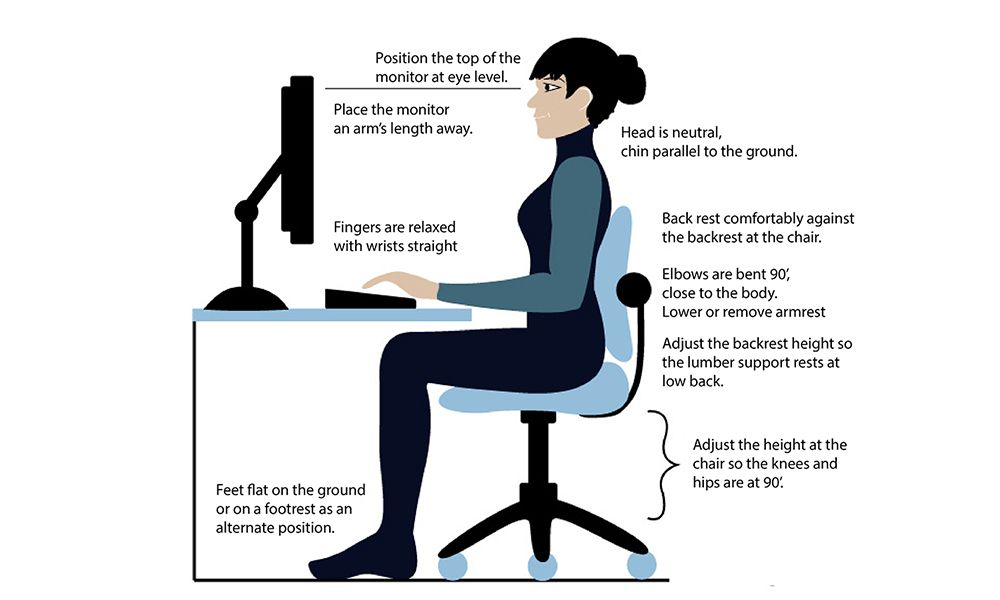 Position the top of the
monitor at eye level.
Place the monitor
an arm's length away.
Head is neutral,
chin parallel to the ground.
Fingers are relaxed
with wrists straight
Back rest comfortably against
the backrest at the chair.
Elbows are bent 90',
close to the body.
Lower or remove armrest
Adjust the backrest height so
the lumber support rests at
low back.
Adjust the height at the
chair so the knees and
hips are at 90'.
Feet flat on the ground
or on a footrest as an
alternate position.